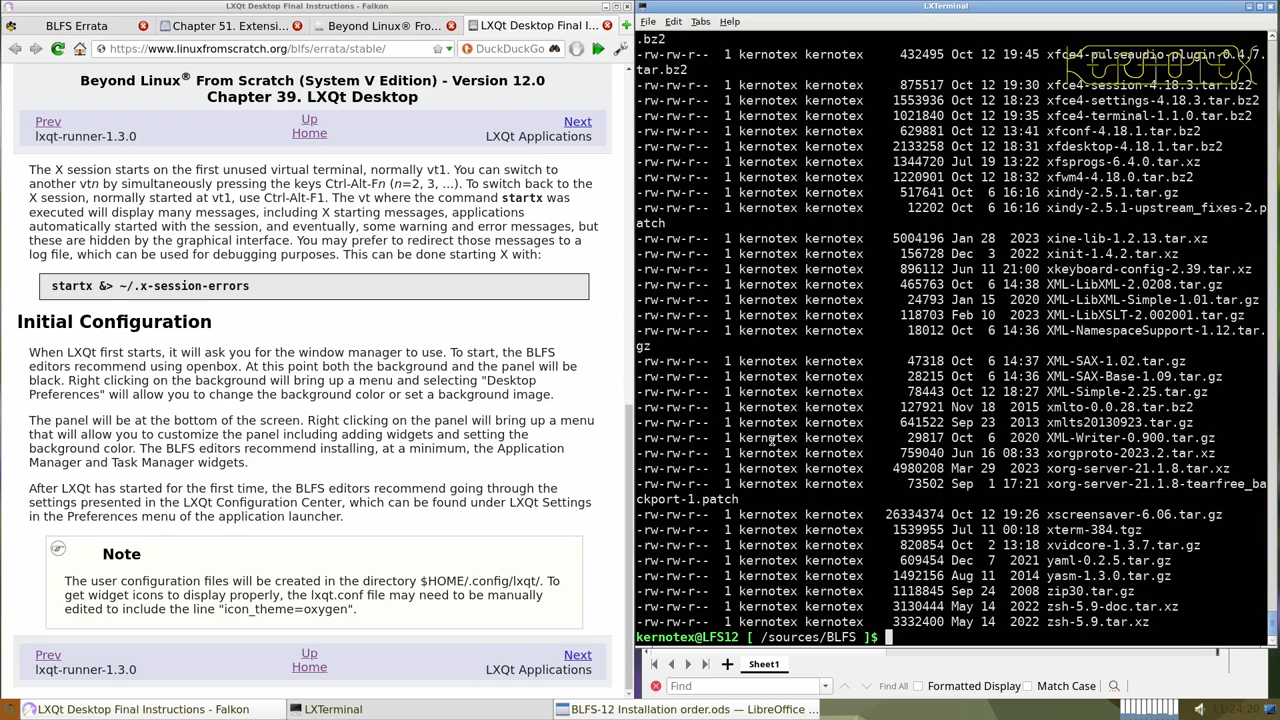 LXQt Desktop Final Instructions - Falkon
BLFS Errata
Chapter 51. Extensi...
Beyond Linux® Fro...
LXQt Desktop Final I...
https://www.linuxfromscratch.org/blfs/errata/stable/
DuckDuckGo
Beyond Linux® From Scratch (System V Edition) - Version 12.0
Chapter 39. LXQt Desktop
Prev
Up
Next
lxqt-runner-1.3.0
Home
LXQt Applications
The X session starts on the first unused virtual terminal, normally vt1. You can switch to
another vtn by simultaneously pressing the keys Ctrl-Alt-Fn (n=2, 3, ...). To switch back to the
X session, normally started at vt1, use Ctrl-Alt-F1. The vt where the command startx was
executed will display many messages, including X starting messages, applications
automatically started with the session, and eventually, some warning and error messages, but
these are hidden by the graphical interface. You may prefer to redirect those messages to a
log file, which can be used for debugging purposes. This can be done starting X with:
startx &> ~/.x-session-errors
Initial Configuration
When LXQt first starts, it will ask you for the window manager to use. To start, the BLFS
editors recommend using openbox. At this point both the background and the panel will be
black. Right clicking on the background will bring up a menu and selecting "Desktop
Preferences" will allow you to change the background color or set a background image.
The panel will be at the bottom of the screen. Right clicking on the panel will bring up a menu
that will allow you to customize the panel including adding widgets and setting the
background color. The BLFS editors recommend installing, at a minimum, the Application
Manager and Task Manager widgets.
After LXQt has started for the first time, the BLFS editors recommend going through the
settings presented in the LXQt Configuration Center, which can be found under LXQt Settings
in the Preferences menu of the application launcher.
Note
The user configuration files will be created in the directory $HOME/.config/lxqt/. To
get widget icons to display properly, the lxqt.conf file may need to be manually
edited to include the line "icon_theme=oxygen".
Prev
Up
Next
lxqt-runner-1.3.0
Home
LXQt Applications
LXTerminal
File Edit Tabs Help
.bz2
-rw-rw-r-- 1 kernotex kernotex 432495 Oct 12 19:45 xfce4-pulseaudio-plugin-0.4.7.
tar.bz2
-rw-rw-r-- 1 kernotex kernotex 875517 Oct 12 19:30 xfce4-session-4.18.3.tar.bz2
-rw-rw-r-- 1 kernotex kernotex 1553936 Oct 12 19:23 xfce4-settings-4.18.3.tar.bz2
-rw-rw-r-- 1 kernotex kernotex 1021840 Oct 12 19:35 xfce4-terminal-1.1.0.tar.bz2
-rw-rw-r-- 1 kernotex kernotex 629881 Oct 12 13:41 xfconf-4.18.1.tar.bz2
-rw-rw-r-- 1 kernotex kernotex 2133258 Oct 12 18:31 xfdesktop-4.18.1.tar.bz2
-rw-rw-r-- 1 kernotex kernotex 1344720 Jul 19 13:22 xfsprogs-6.4.0.tar.xz
-rw-rw-r-- 1 kernotex kernotex 1220901 Oct 12 18:32 xfwm4-4.18.0.tar.bz2
-rw-rw-r-- 1 kernotex kernotex 517641 Oct 6 16:16 xindy-2.5.1.tar.gz
-rw-rw-r-- 1 kernotex kernotex 12202 Oct 6 16:16 xindy-2.5.1-upstream_fixes-2.p
atch
-rw-rw-r-- 1 kernotex kernotex 5004196 Jan 28 2023 xine-lib-1.2.13.tar.xz
-rw-rw-r-- 1 kernotex kernotex 156728 Dec 3 2022 xinit-1.4.2.tar.xz
-rw-rw-r-- 1 kernotex kernotex 896112 Jun 11 21:00 xkeyboard-config-2.39.tar.xz
-rw-rw-r-- 1 kernotex kernotex 465763 Oct 6 14:38 XML-LibXML-2.0208.tar.gz
-rw-rw-r-- 1 kernotex kernotex 24793 Jan 15 2020 XML-LibXML-Simple-1.01.tar.gz
-rw-rw-r-- 1 kernotex kernotex 118703 Feb 10 2023 XML-LibXSLT-2.002001.tar.gz
-rw-rw-r-- 1 kernotex kernotex 18012 Oct 6 14:36 XML-NamespaceSupport-1.12.tar.
gz
-rw-rw-r-- 1 kernotex kernotex 47318 Oct 6 14:37 XML-SAX-1.02.tar.gz
-rw-rw-r-- 1 kernotex kernotex 28215 Oct 6 14:36 XML-SAX-Base-1.09.tar.gz
-rw-rw-r-- 1 kernotex kernotex 78443 Oct 12 18:27 XML-Simple-2.25.tar.gz
-rw-rw-r-- 1 kernotex kernotex 127921 Nov 18 2015 xmlto-0.0.28.tar.bz2
-rw-rw-r-- 1 kernotex kernotex 641522 Sep 23 2013 xmlts20130923.tar.gz
-rw-rw-r-- 1 kernotex kernotex 29817 Oct 6 2020 XML-Writer-0.900.tar.gz
-rw-rw-r-- 1 kernotex kernotex 759040 Jun 16 08:33 xorgproto-2023.2.tar.xz
-rw-rw-r-- 1 kernotex kernotex 4980208 Mar 29 2023 xorg-server-21.1.8.tar.xz
-rw-rw-r-- 1 kernotex kernotex 73502 Sep 1 17:21 xorg-server-21.1.8-tearfree_ba
ckport-1.patch
-rw-rw-r-- 1 kernotex kernotex 26334374 Oct 12 19:26 xscreensaver-6.06.tar.gz
-rw-rw-r-- 1 kernotex kernotex 1539955 Jul 11 00:18 xterm-384.tgz
-rw-rw-r-- 1 kernotex kernotex 820854 Oct 2 13:18 xvidcore-1.3.7.tar.gz
-rw-rw-r-- 1 kernotex kernotex 609454 Dec 7 2021 yaml-0.2.5.tar.gz
-rw-rw-r-- 1 kernotex kernotex 1492156 Aug 11 2014 yasm-1.3.0.tar.gz
-rw-rw-r-- 1 kernotex kernotex 1118845 Sep 24 2008 zip30.tar.gz
-rw-rw-r-- 1 kernotex kernotex 3130444 May 14 2022 zsh-5.9-doc.tar.xz
-rw-rw-r-- 1 kernotex kernotex 3332400 May 14 2022 zsh-5.9.tar.xz
kernotex@LFS12 [ /sources/BLFS ]$
Sheet1
Find
Find All
Formatted Display
Match Case
LXQt Desktop Final Instructions - Falkon
LXTerminal
BLFS-12 Installation order.ods — LibreOffice ...
11:24:20